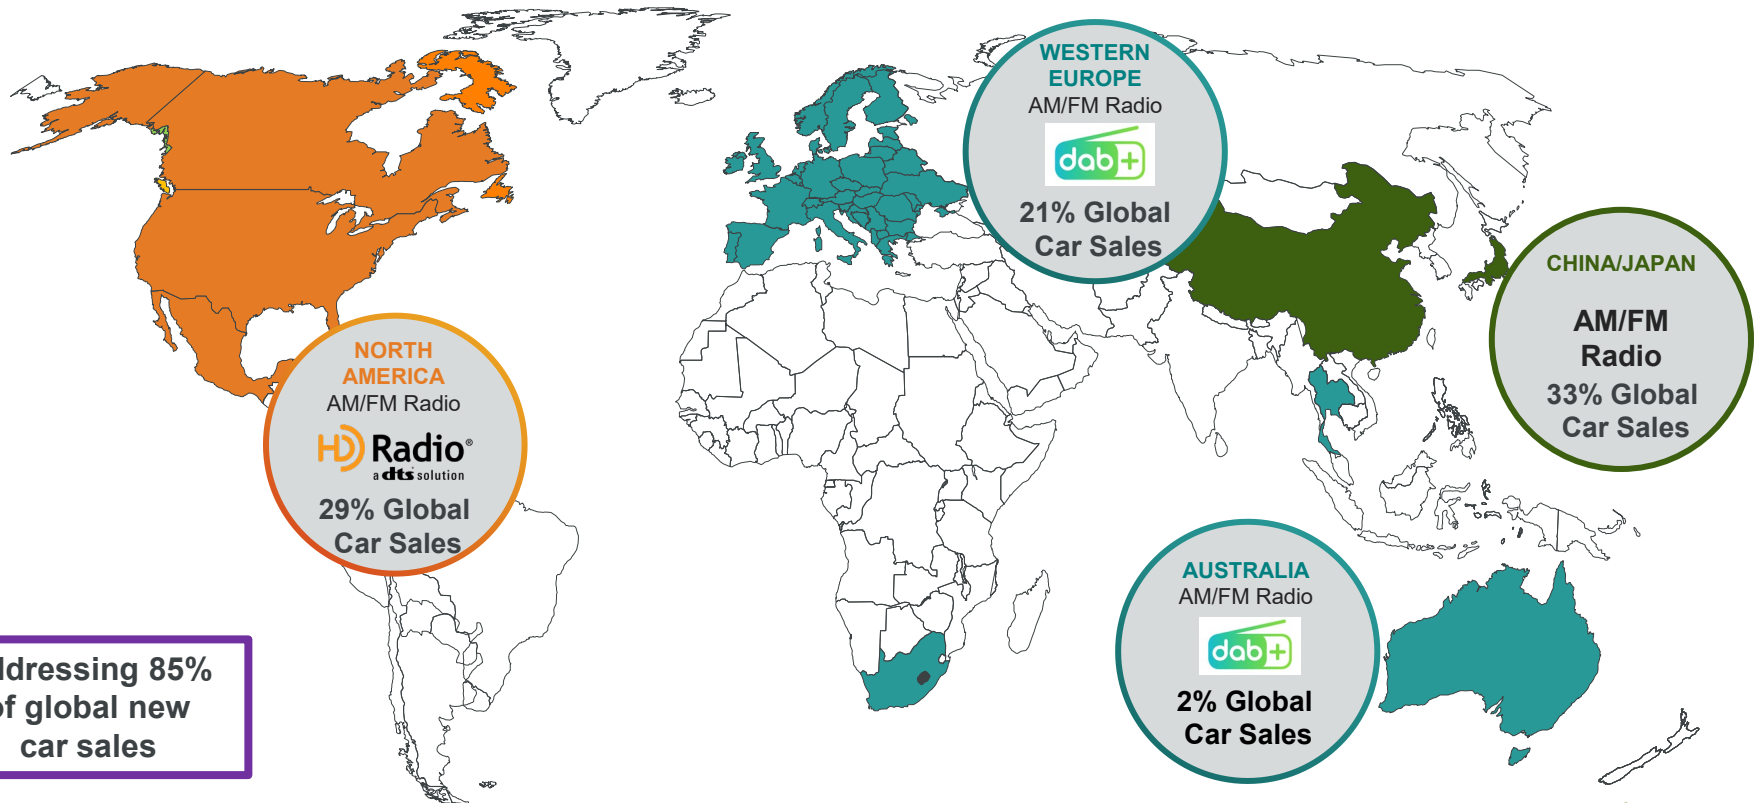 WESTERN
EUROPE
AM/FM Radio
dab+
21% Global
Car Sales
CHINA/JAPAN
AM/FM
Radio
33% Global
Car Sales
NORTH
AMERICA
AM/FM Radio
HD Radio®
a dts solution
29% Global
Car Sales
AUSTRALIA
AM/FM Radio
dab+
2% Global
Car Sales
ddressing 85%
f global new
car sales